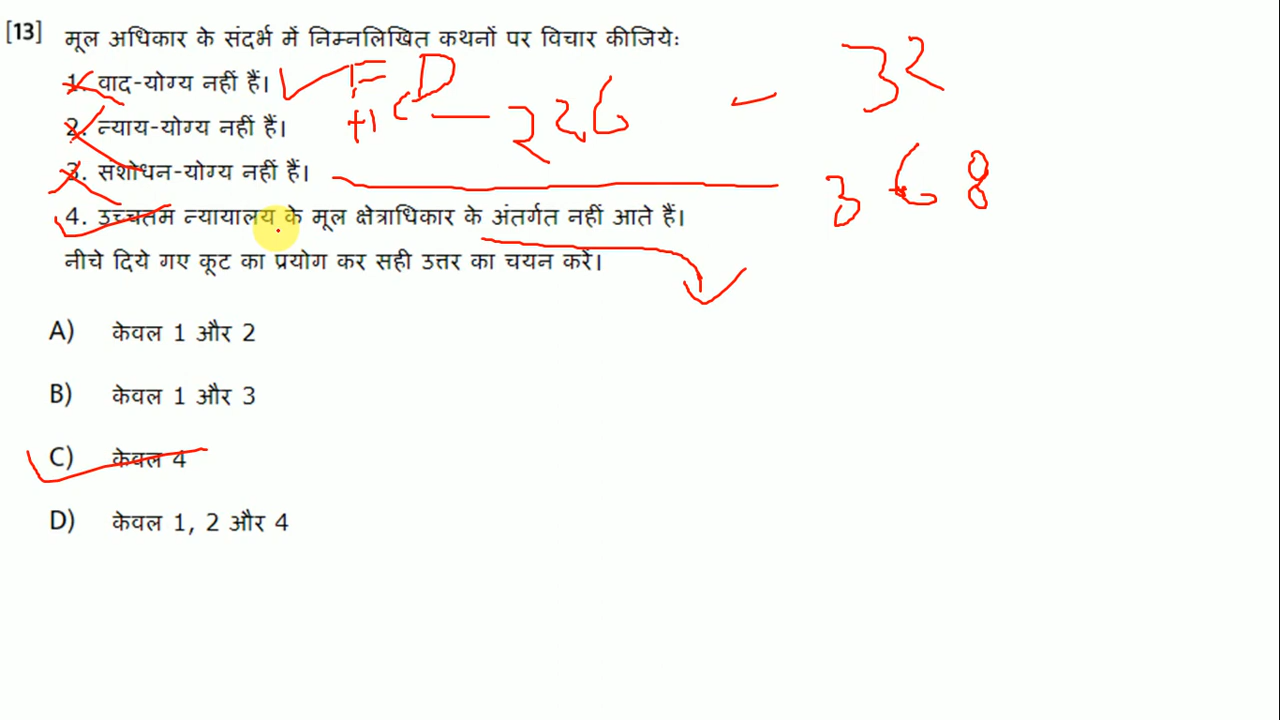 [13] मूल अधिकार के संदर्भ में निम्नलिखित कथनों पर विचार कीजियेः
1. वाद-योग्य नहीं हैं। F D
HC — 226 - 32
2. न्याय-योग्य नहीं हैं।
3. संशोधन-योग्य नहीं हैं। 368
4. उच्चतम न्यायालय के मूल क्षेत्राधिकार के अंतर्गत नहीं आते हैं।
नीचे दिये गए कूट का प्रयोग कर सही उत्तर का चयन करें।
A) केवल 1 और 2
B) केवल 1 और 3
C) केवल 4
D) केवल 1, 2 और 4